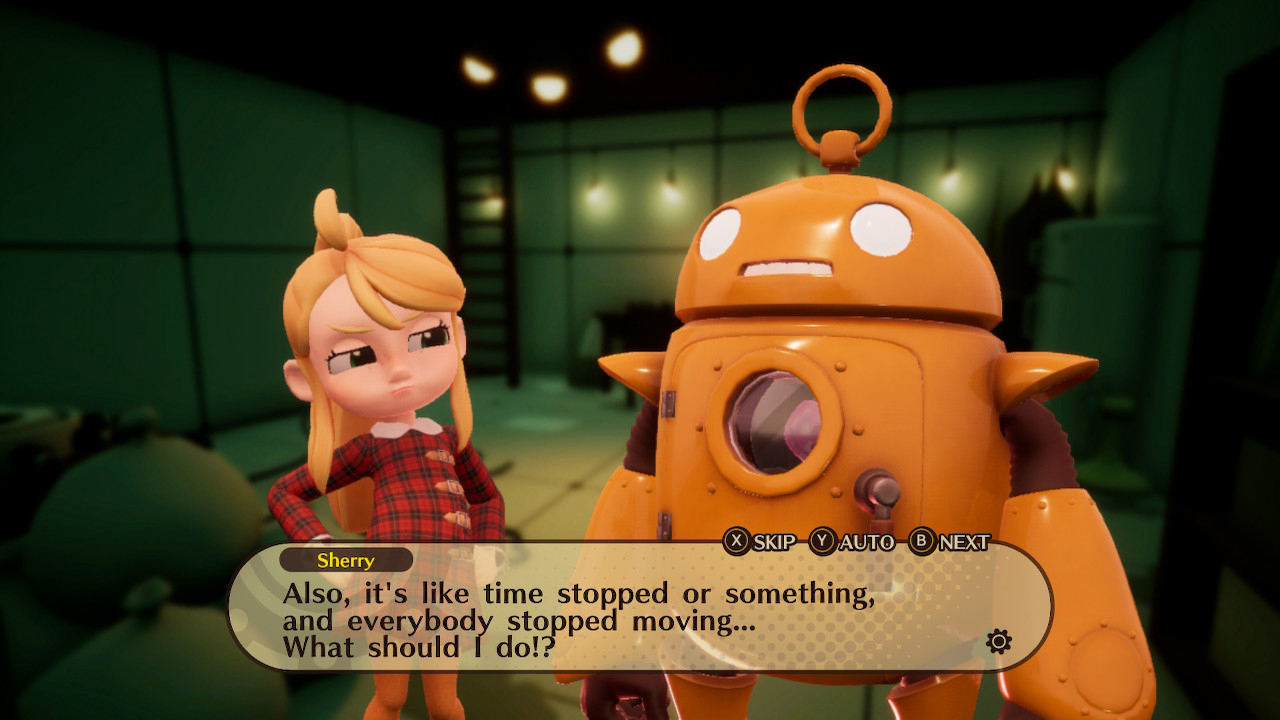 X SKIP Y AUTO B NEXT
Sherry
Also, it's like time stopped or something,
and everybody stopped moving...
What should I do!?